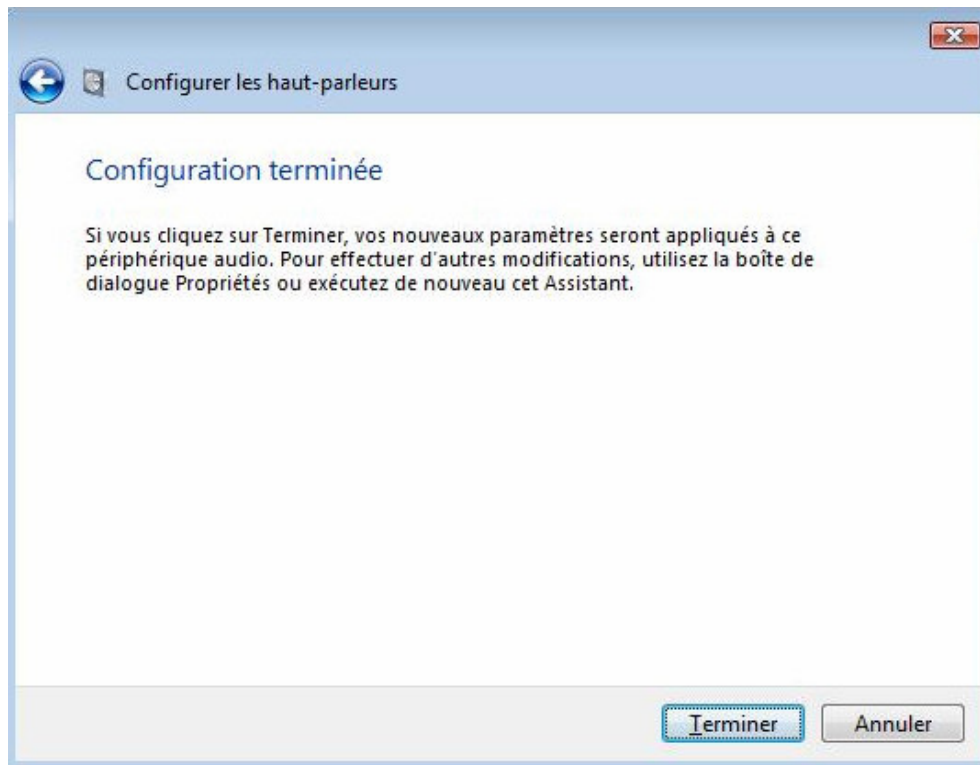 Configurer les haut-parleurs
Configuration terminée
Si vous cliquez sur Terminer, vos nouveaux paramètres seront appliqués à ce
périphérique audio. Pour effectuer d'autres modifications, utilisez la boîte de
dialogue Propriétés ou exécutez de nouveau cet Assistant.
Terminer Annuler